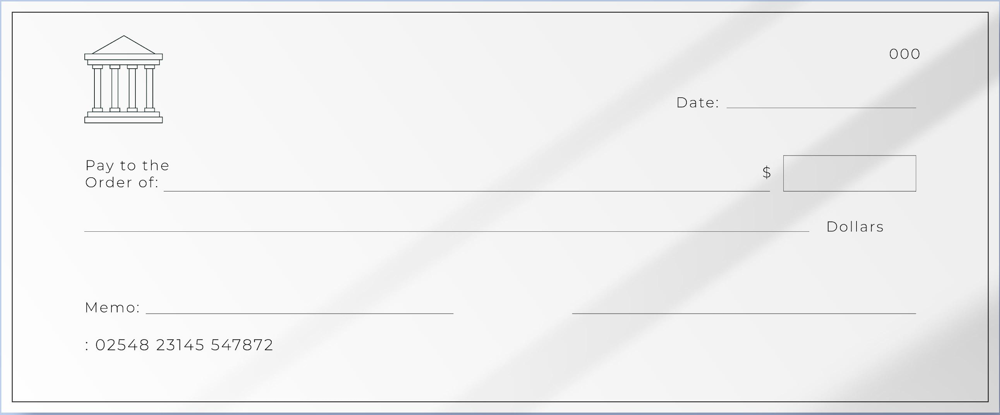 000
Date:
Pay to the
Order of:
$
Dollars
Memo:
: 02548 23145 547872